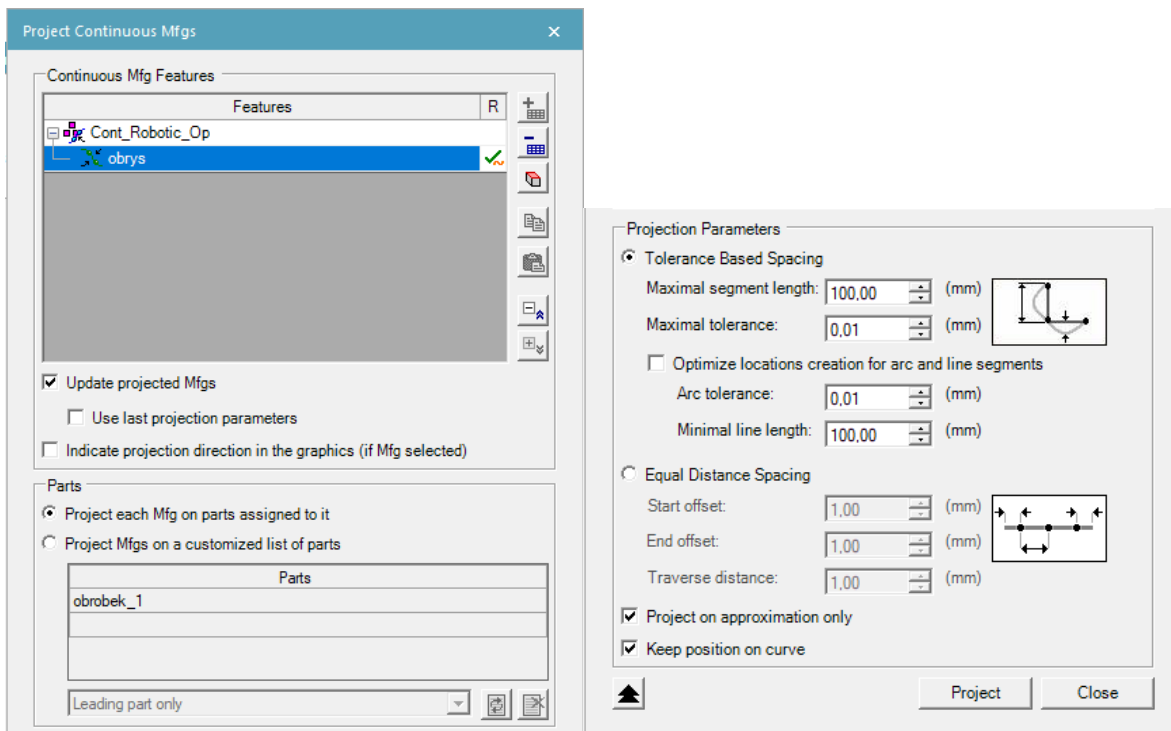 Project Continuous Mfgs
Continuous Mfg Features
Features R
Cont_Robotic_Op
obrys
Update projected Mfgs
Use last projection parameters
Indicate projection direction in the graphics (if Mfg selected)
Parts
Project each Mfg on parts assigned to it
Project Mfgs on a customized list of parts
Parts
obrobek_1
Leading part only
Projection Parameters
Tolerance Based Spacing
Maximal segment length: 100,00 (mm)
Maximal tolerance: 0,01 (mm)
Optimize locations creation for arc and line segments
Arc tolerance: 0,01 (mm)
Minimal line length: 100,00 (mm)
Equal Distance Spacing
Start offset: 1,00 (mm)
End offset: 1,00 (mm)
Traverse distance: 1,00 (mm)
Project on approximation only
Keep position on curve
Project Close